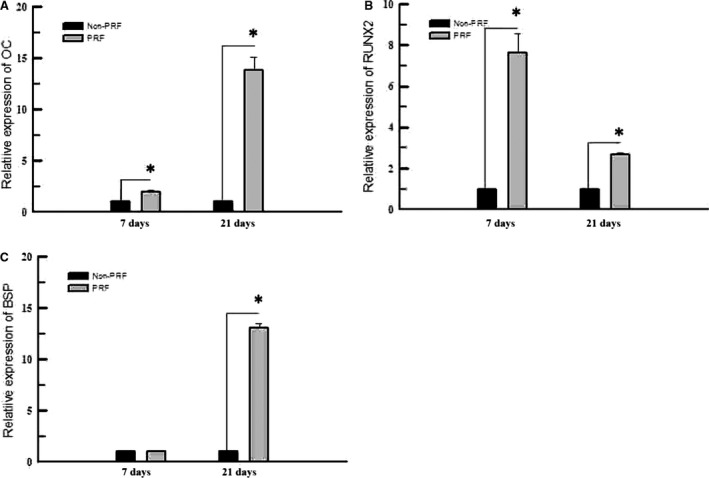 A
Relative expression of OC
20
15
10
5
0
Non-PRF
PRF
*
*
7 days
21 days
B
Relatiive expression of RUNX2
10
8
6
4
2
0
Non-PRF
PRF
*
*
7 days
21 days
C
Relatiive expression of BSP
20
15
10
5
0
Non-PRF
PRF
*
7 days
21 days